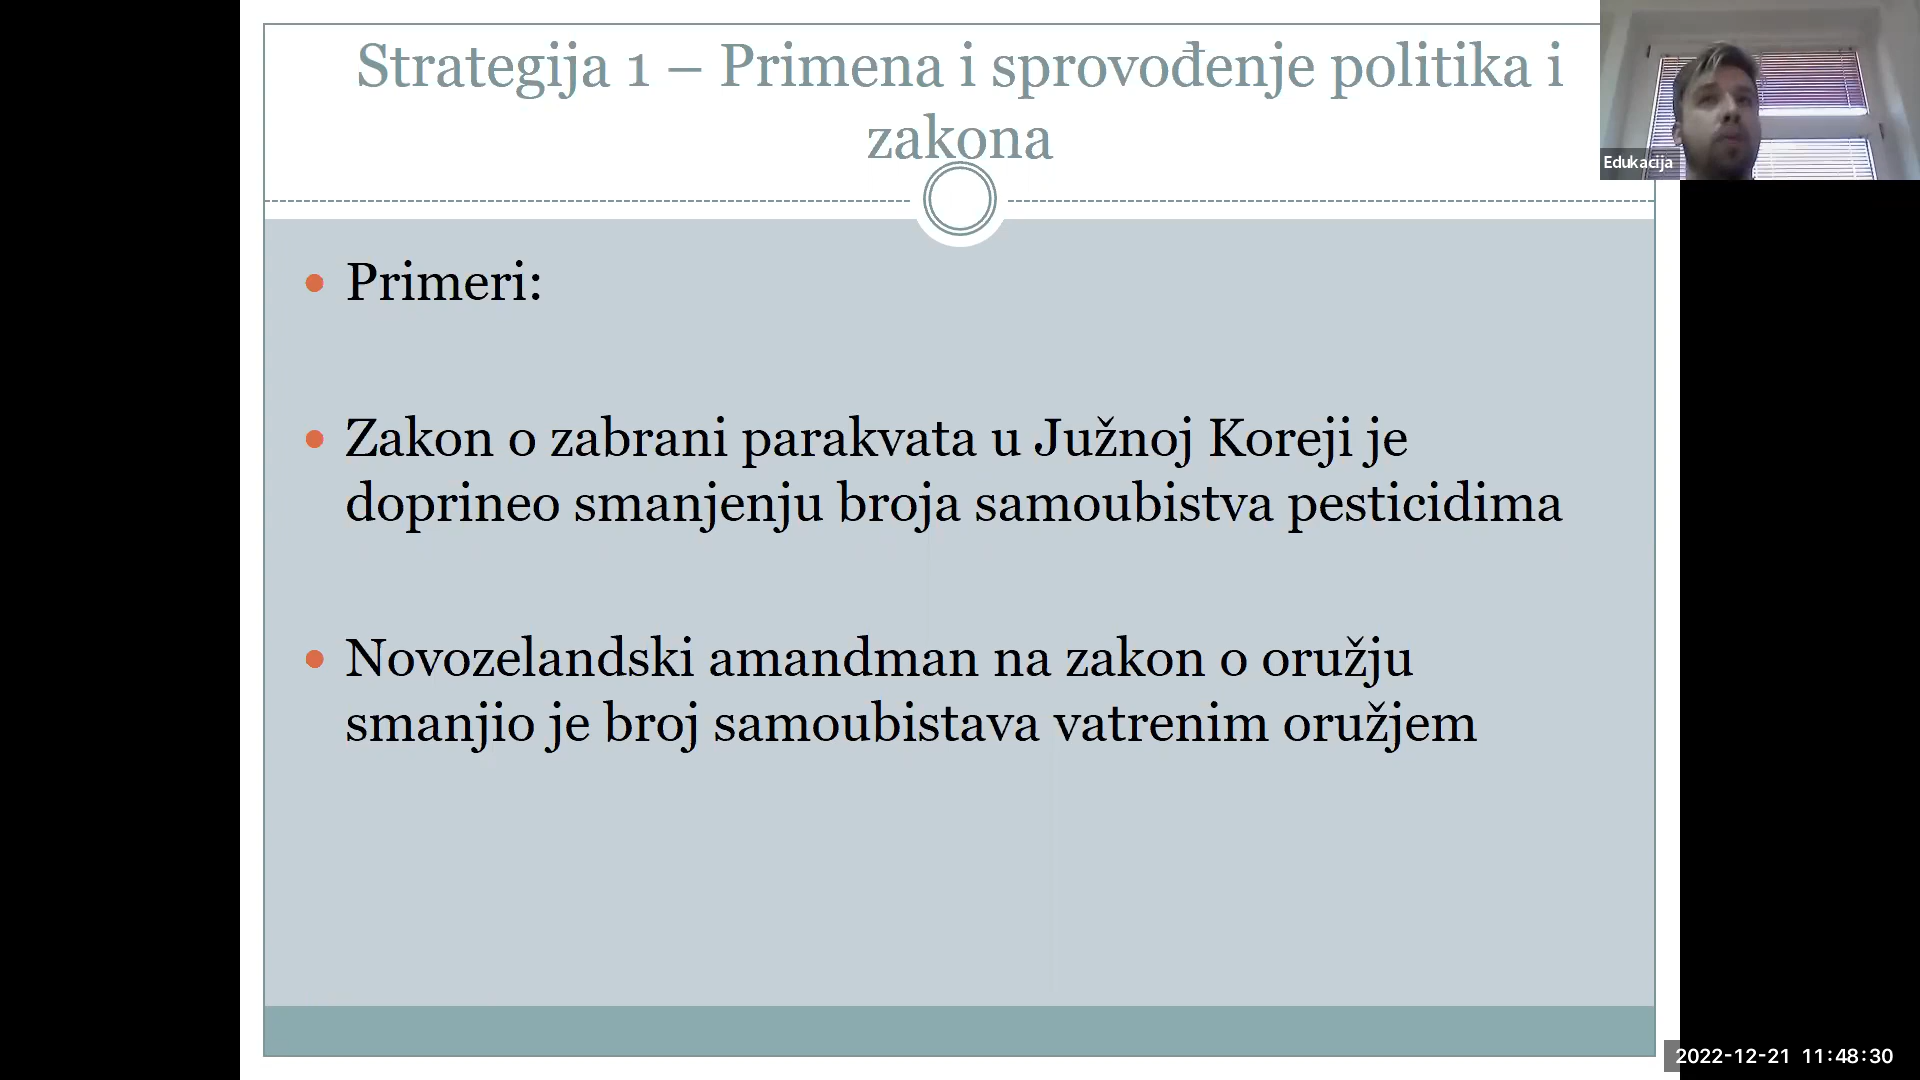 Strategija 1 – Primena i sprovođenje politika i
zakona
Edukacija
• Primeri:
• Zakon o zabrani parakvata u Južnoj Koreji je
doprineo smanjenju broja samoubistva pesticidima
• Novozelandski amandman na zakon o oružju
smanjio je broj samoubistava vatrenim oružjem
2022-12-21 11:48:30